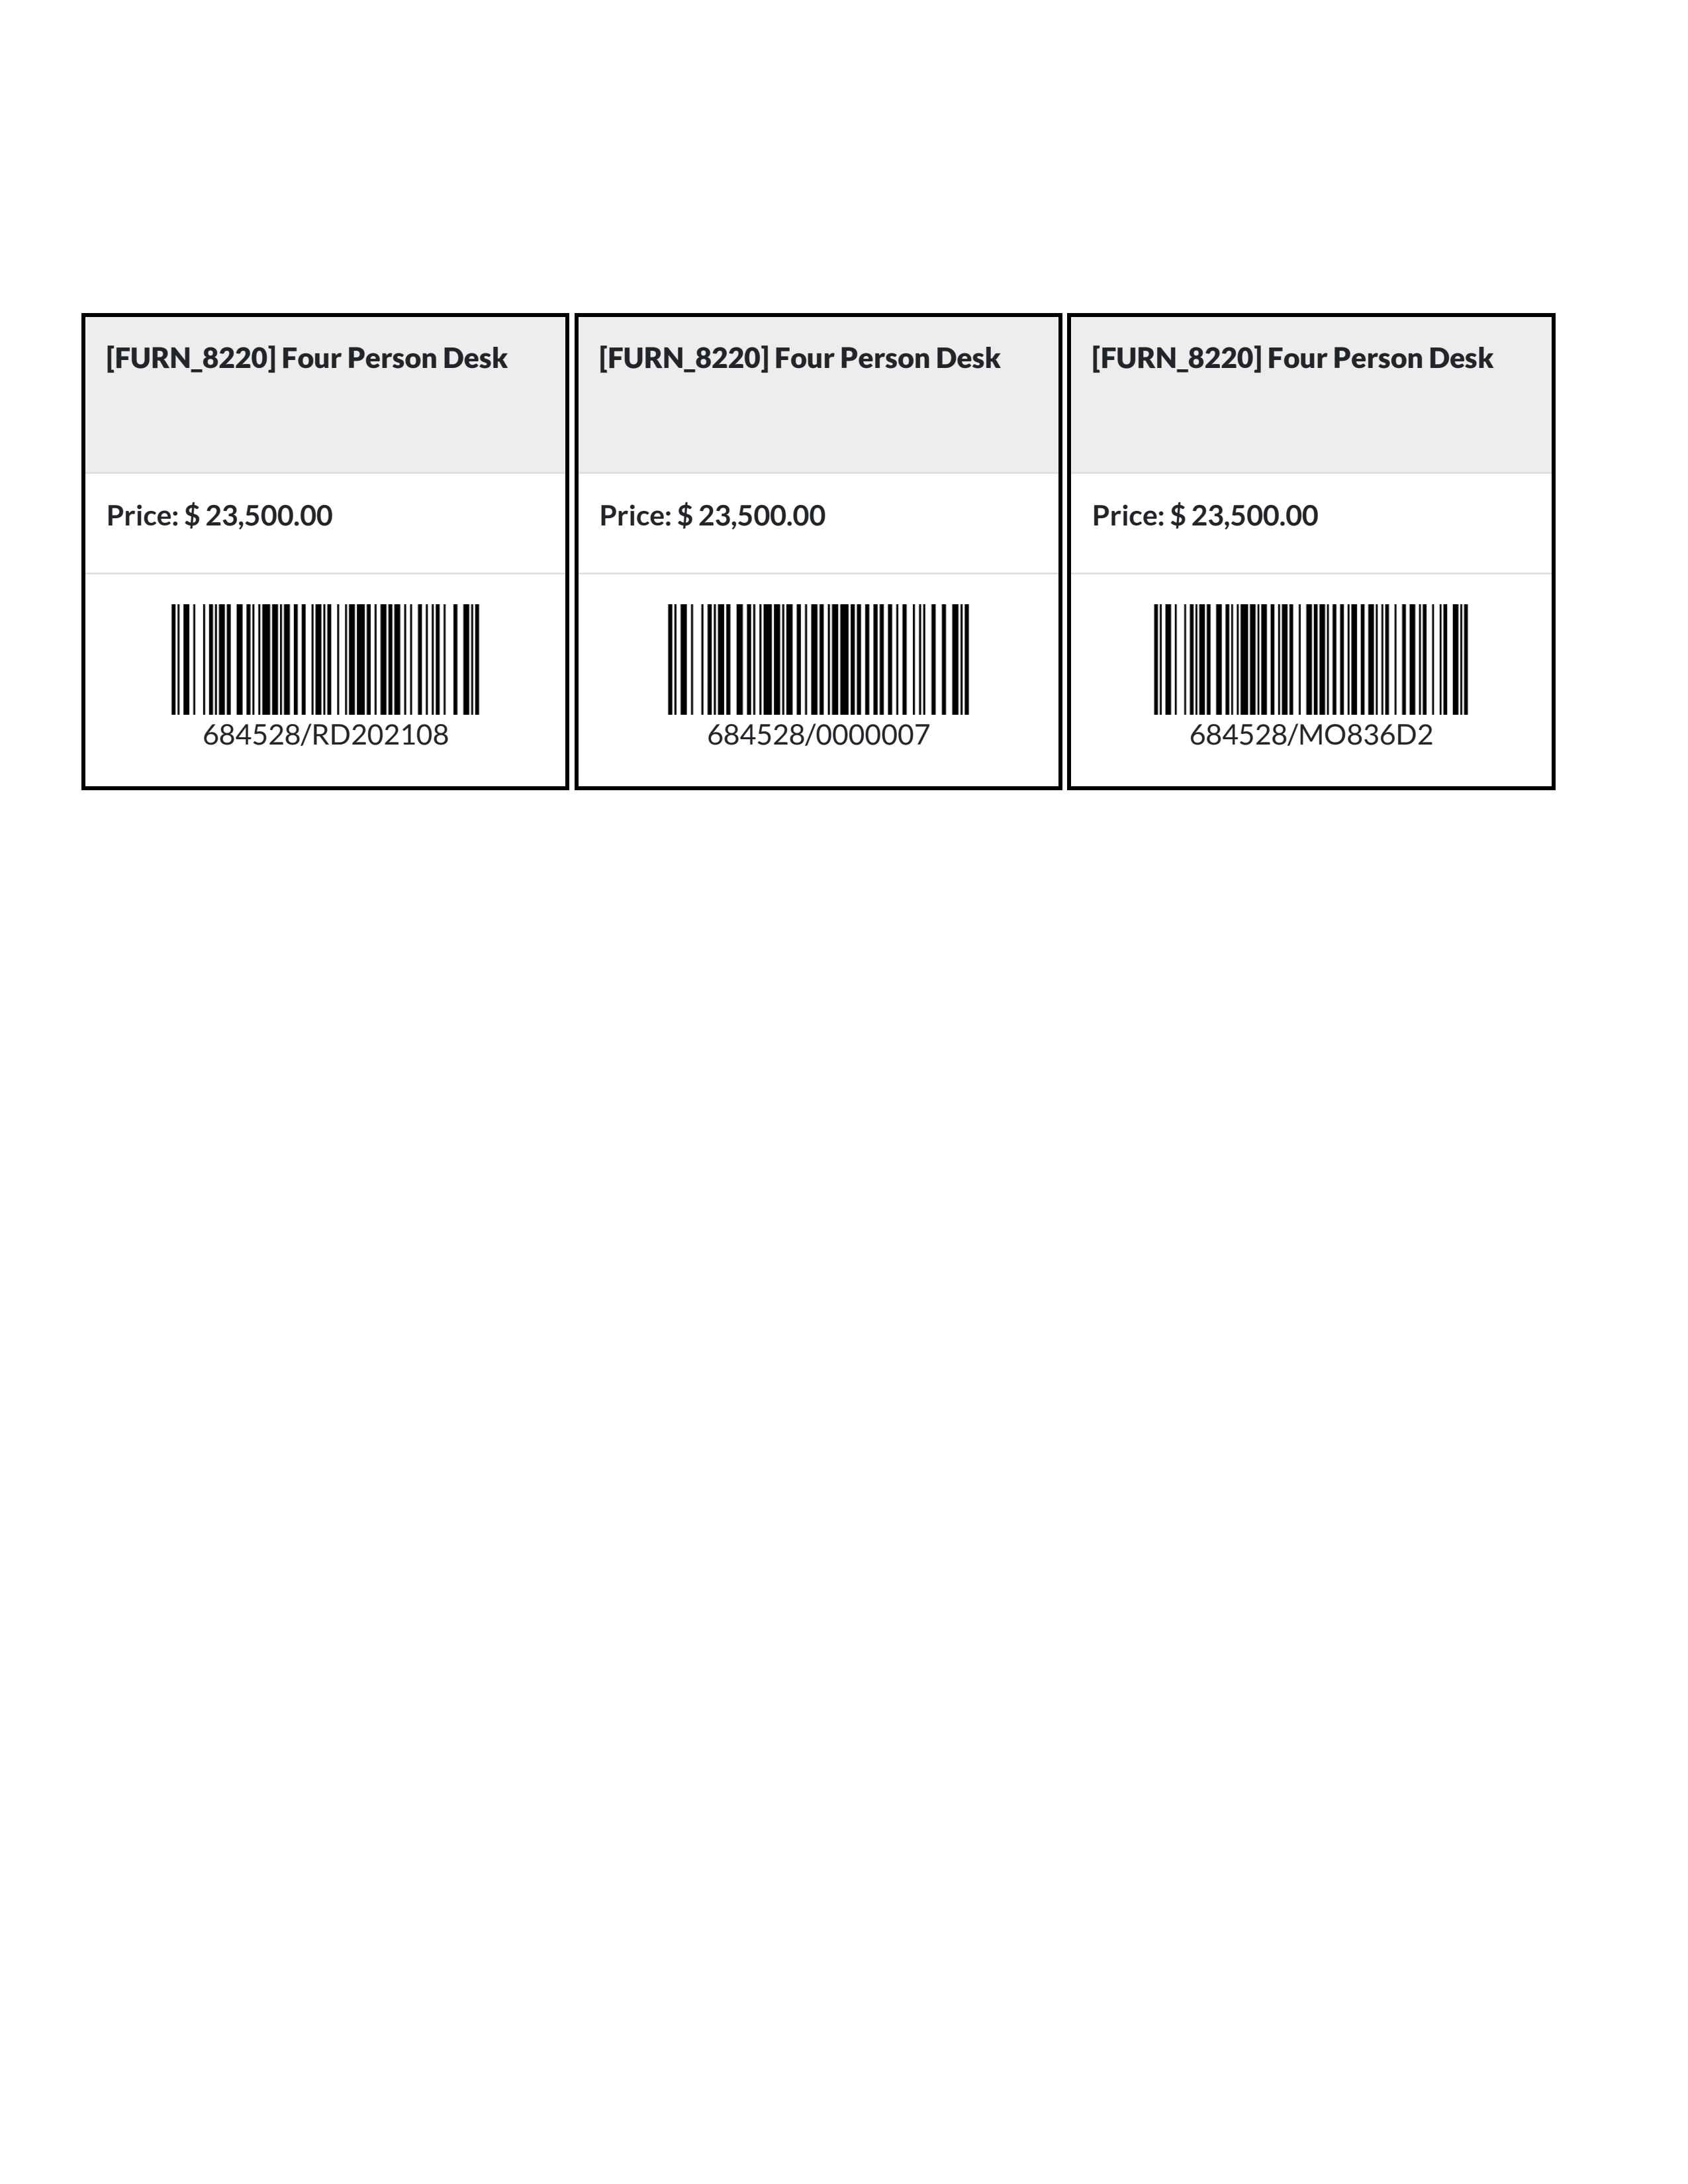 [FURN_8220] Four Person Desk
Price: $ 23,500.00
684528/RD202108
[FURN_8220] Four Person Desk
Price: $ 23,500.00
684528/0000007
[FURN_8220] Four Person Desk
Price: $ 23,500.00
684528/MO836D2